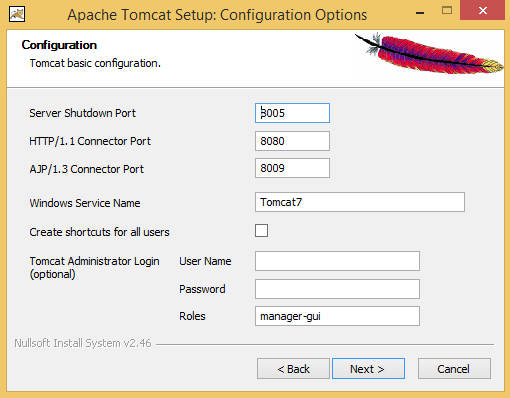 Apache Tomcat Setup: Configuration Options
Configuration
Tomcat basic configuration.
Server Shutdown Port 8005
HTTP/1.1 Connector Port 8080
AJP/1.3 Connector Port 8009
Windows Service Name Tomcat7
Create shortcuts for all users
Tomcat Administrator Login User Name
(optional)
Password
Roles manager-gui
Nullsoft Install System v2.46
< Back Next > Cancel